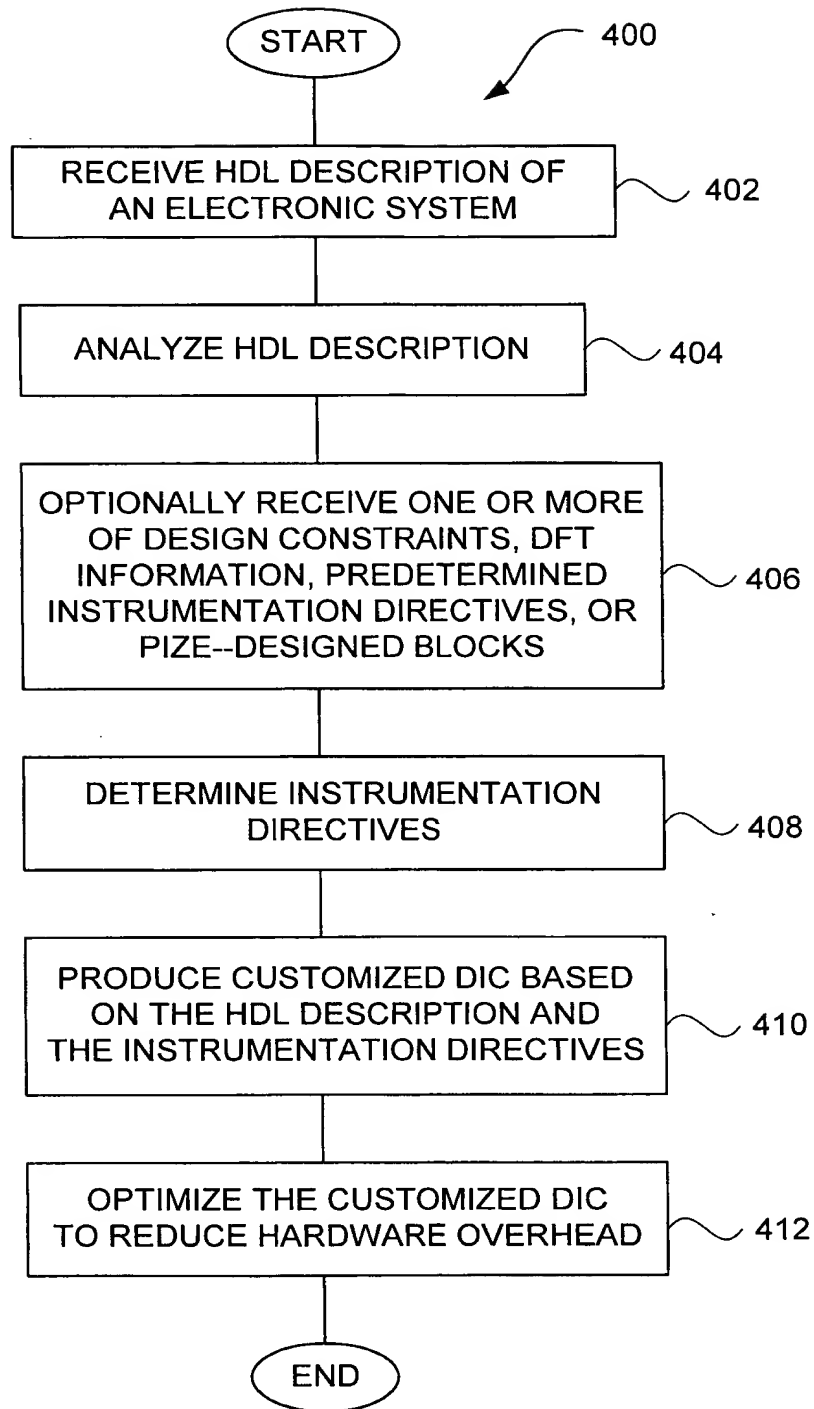 START
400
RECEIVE HDL DESCRIPTION OF
AN ELECTRONIC SYSTEM
402
ANALYZE HDL DESCRIPTION
404
OPTIONALLY RECEIVE ONE OR MORE
OF DESIGN CONSTRAINTS, DFT
INFORMATION, PREDETERMINED
INSTRUMENTATION DIRECTIVES, OR
PIZE--DESIGNED BLOCKS
406
DETERMINE INSTRUMENTATION
DIRECTIVES
408
PRODUCE CUSTOMIZED DIC BASED
ON THE HDL DESCRIPTION AND
THE INSTRUMENTATION DIRECTIVES
410
OPTIMIZE THE CUSTOMIZED DIC
TO REDUCE HARDWARE OVERHEAD
412
END